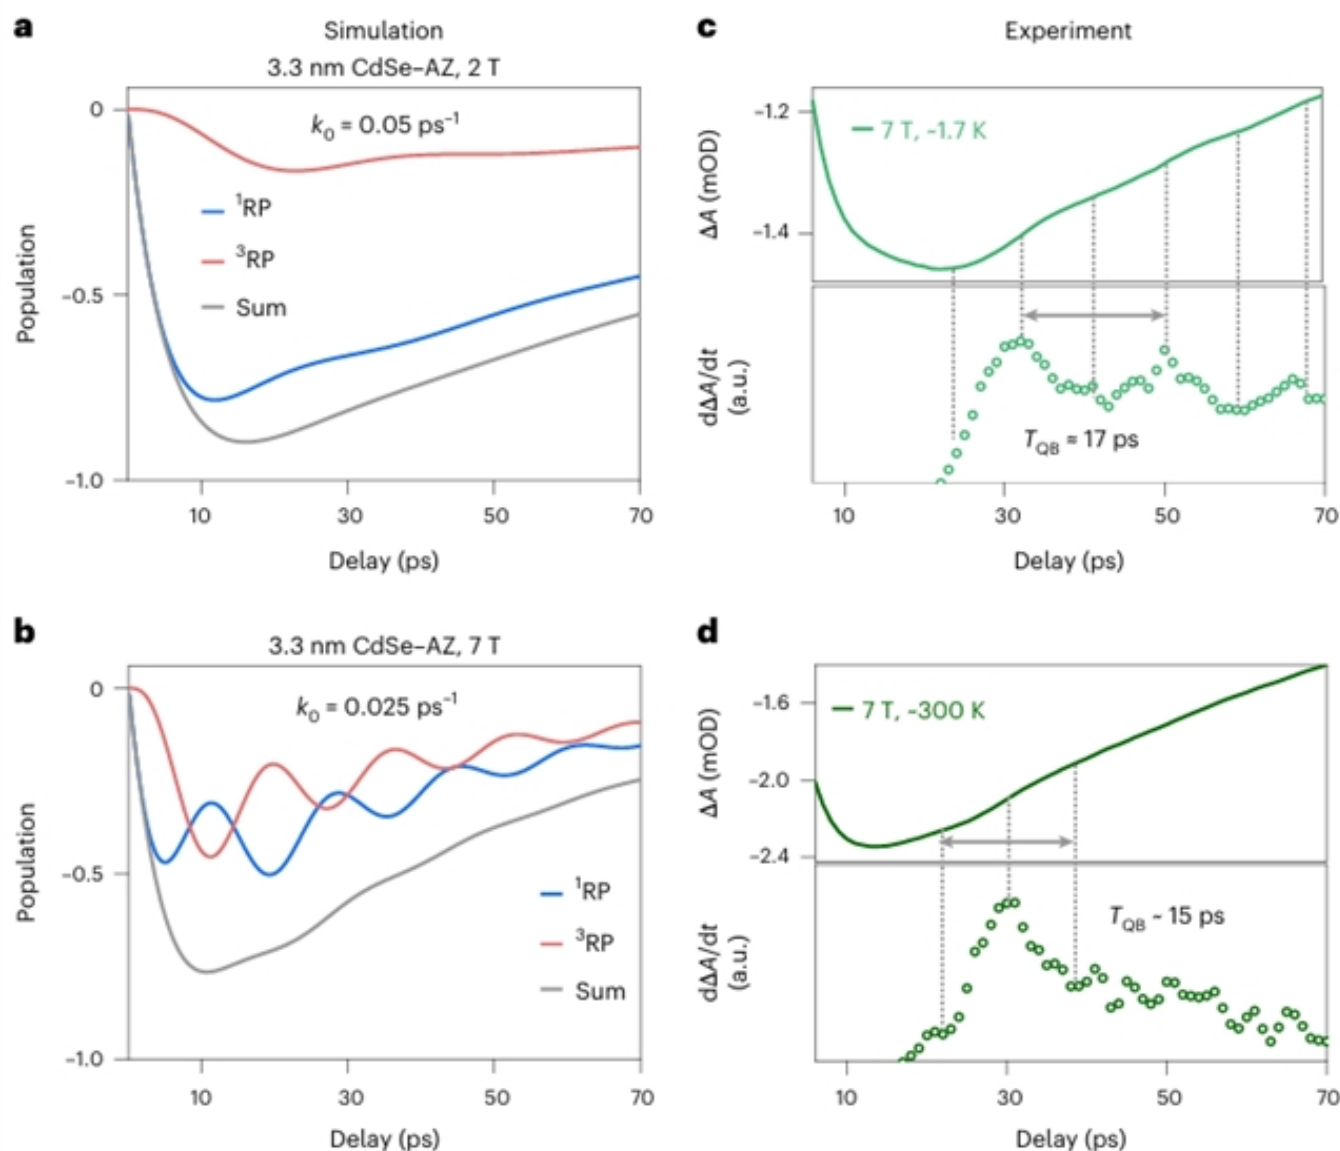 a
Simulation
3.3 nm CdSe–AZ, 2 T
k0 = 0.05 ps−1
1RP
3RP
Sum
Population
0
−0.5
−1.0
10 30 50 70
Delay (ps)
b
3.3 nm CdSe–AZ, 7 T
k0 = 0.025 ps−1
1RP
3RP
Sum
Population
0
−0.5
−1.0
10 30 50 70
Delay (ps)
c
Experiment
7 T, ~1.7 K
ΔA (mOD)
−1.2
−1.4
dΔA/dt
(a.u.)
TQB ≈ 17 ps
10 30 50 70
Delay (ps)
d
7 T, ~300 K
ΔA (mOD)
−1.6
−2.0
−2.4
dΔA/dt
(a.u.)
TQB ~ 15 ps
10 30 50 70
Delay (ps)